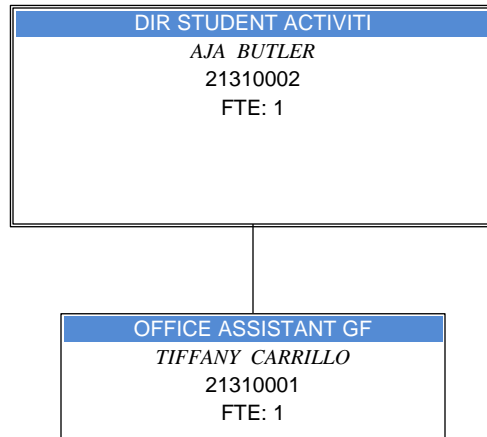 DIR STUDENT ACTIVITI
AJA BUTLER
21310002
FTE: 1
OFFICE ASSISTANT GF
TIFFANY CARRILLO
21310001
FTE: 1